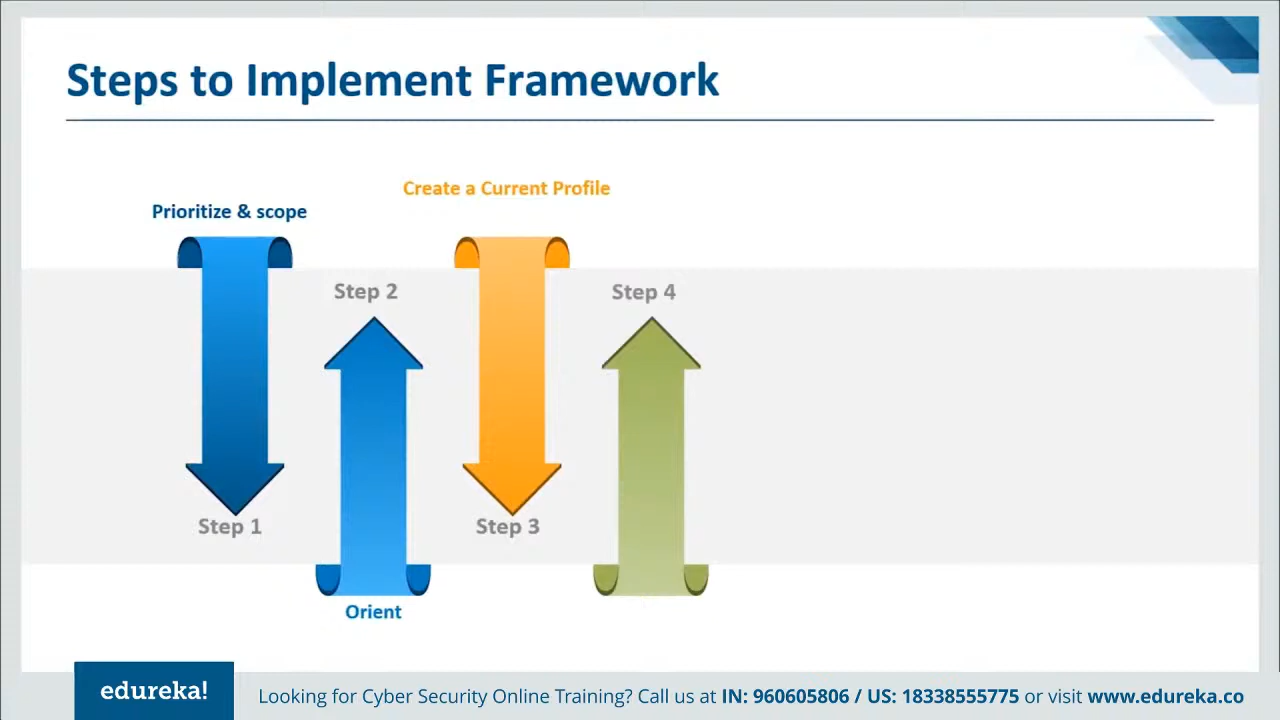 Steps to Implement Framework
Create a Current Profile
Prioritize & scope
Step 2
Step 4
Step 1
Step 3
Orient
edureka!
Looking for Cyber Security Online Training? Call us at IN: 960605806 / US: 18338555775 or visit www.edureka.co